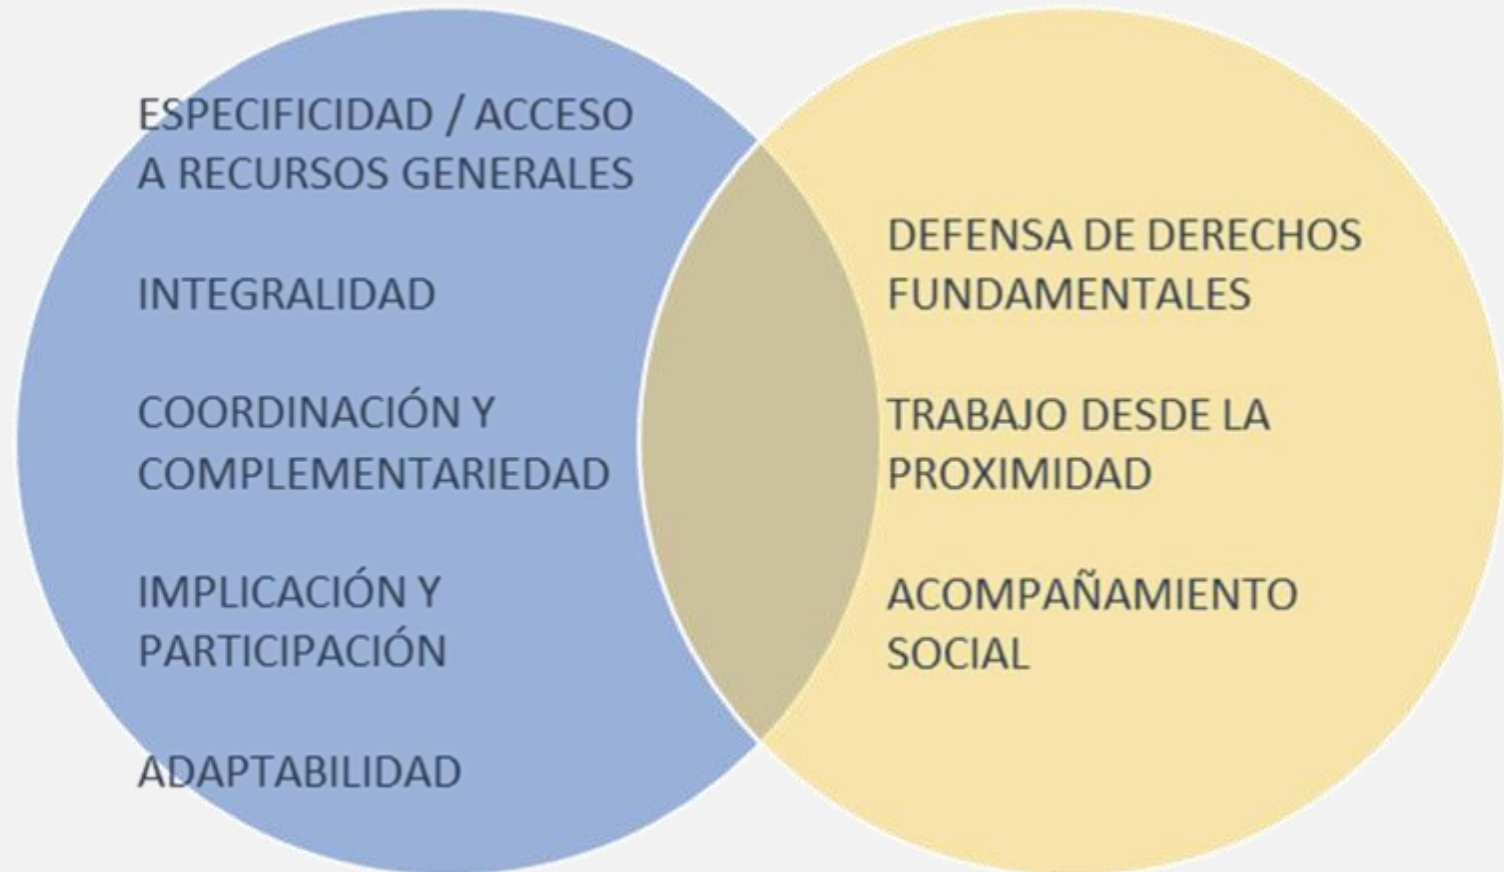 ESPECIFICIDAD / ACCESO
A RECURSOS GENERALES
INTEGRALIDAD
COORDINACIÓN Y
COMPLEMENTARIEDAD
IMPLICACIÓN Y
PARTICIPACIÓN
ADAPTABILIDAD
DEFENSA DE DERECHOS
FUNDAMENTALES
TRABAJO DESDE LA
PROXIMIDAD
ACOMPAÑAMIENTO
SOCIAL